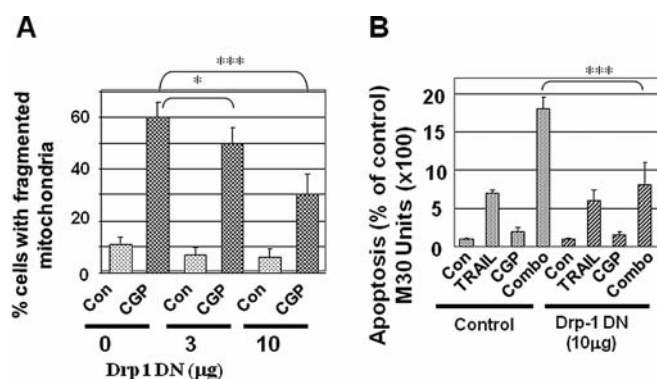 A
% cells with fragmented
mitochondria
60
40
20
0
***
*
Con
CGP
Con
CGP
Con
CGP
0
3
10
Drp1 DN (µg)
B
Apoptosis (% of control)
M30 Units (x100)
20
15
10
5
0
***
Con
TRAIL
CGP
Combo
Con
TRAIL
CGP
Combo
Control
Drp-1 DN
(10µg)